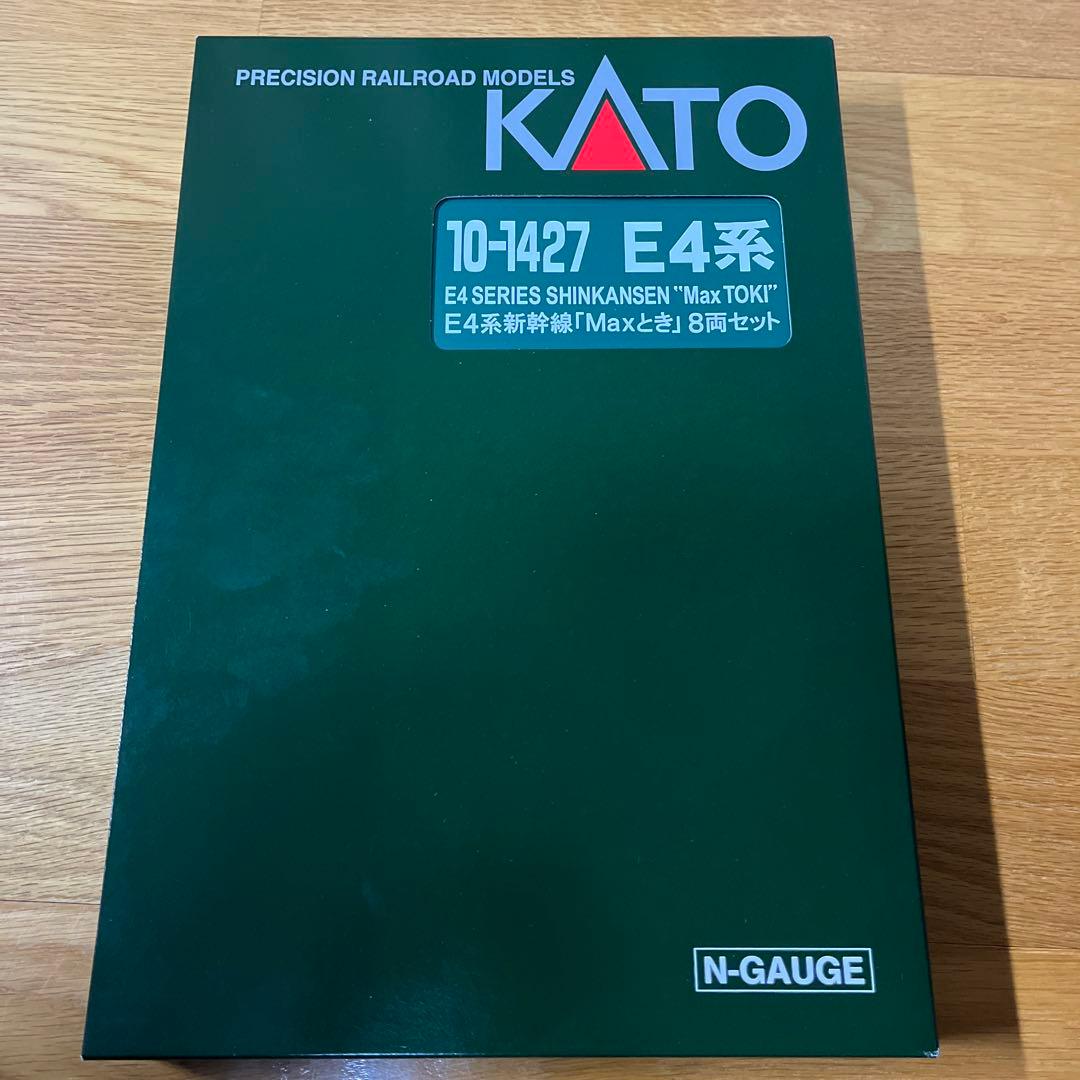 PRECISION RAILROAD MODELS
KATO
10-1427 E4系
E4 SERIES SHINKANSEN "Max TOKI"
E4系新幹線「Maxとき」8両セット
N-GAUGE